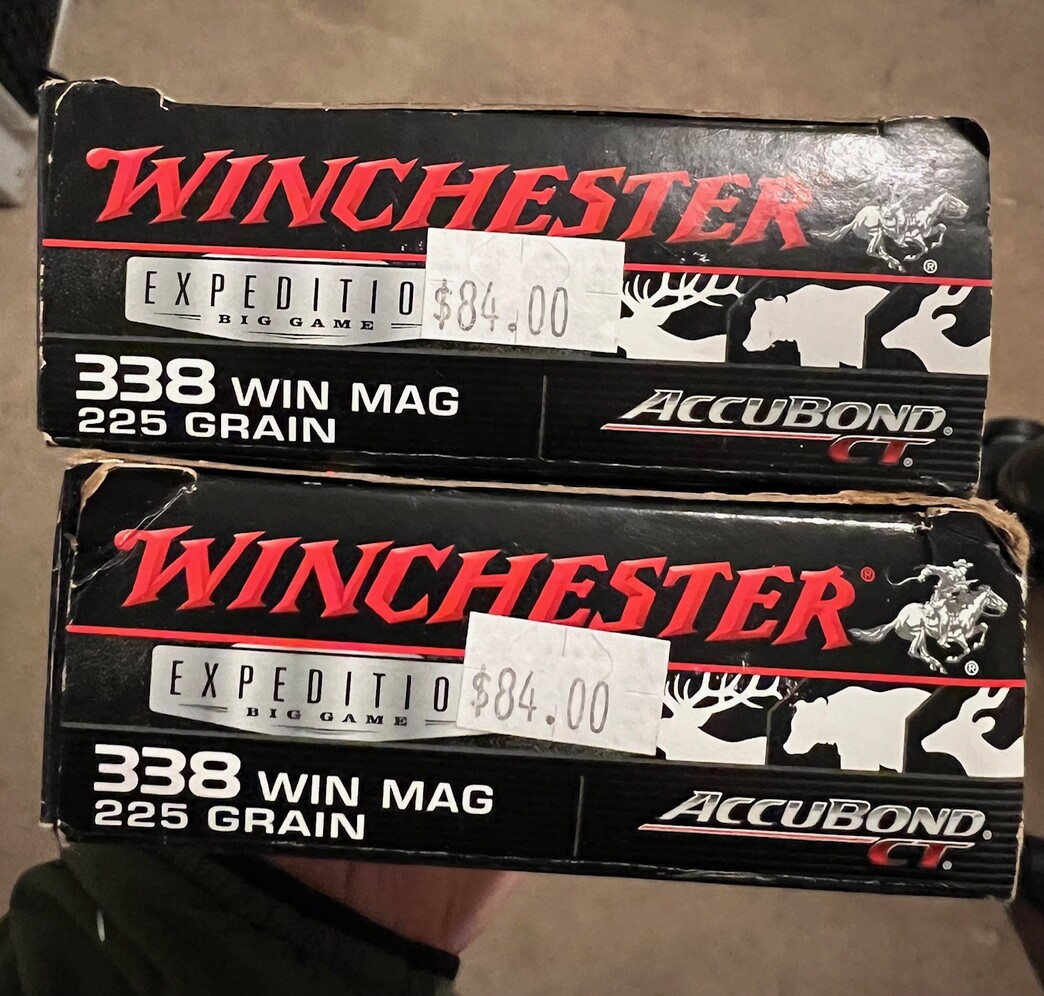 WINCHESTER
®
EXPEDITIO $84.00
BIG GAME
338 WIN MAG
225 GRAIN
ACCUBOND®
CT®
WINCHESTER®
®
EXPEDITIO $84.00
BIG GAME
338 WIN MAG
225 GRAIN
ACCUBOND®
CT®